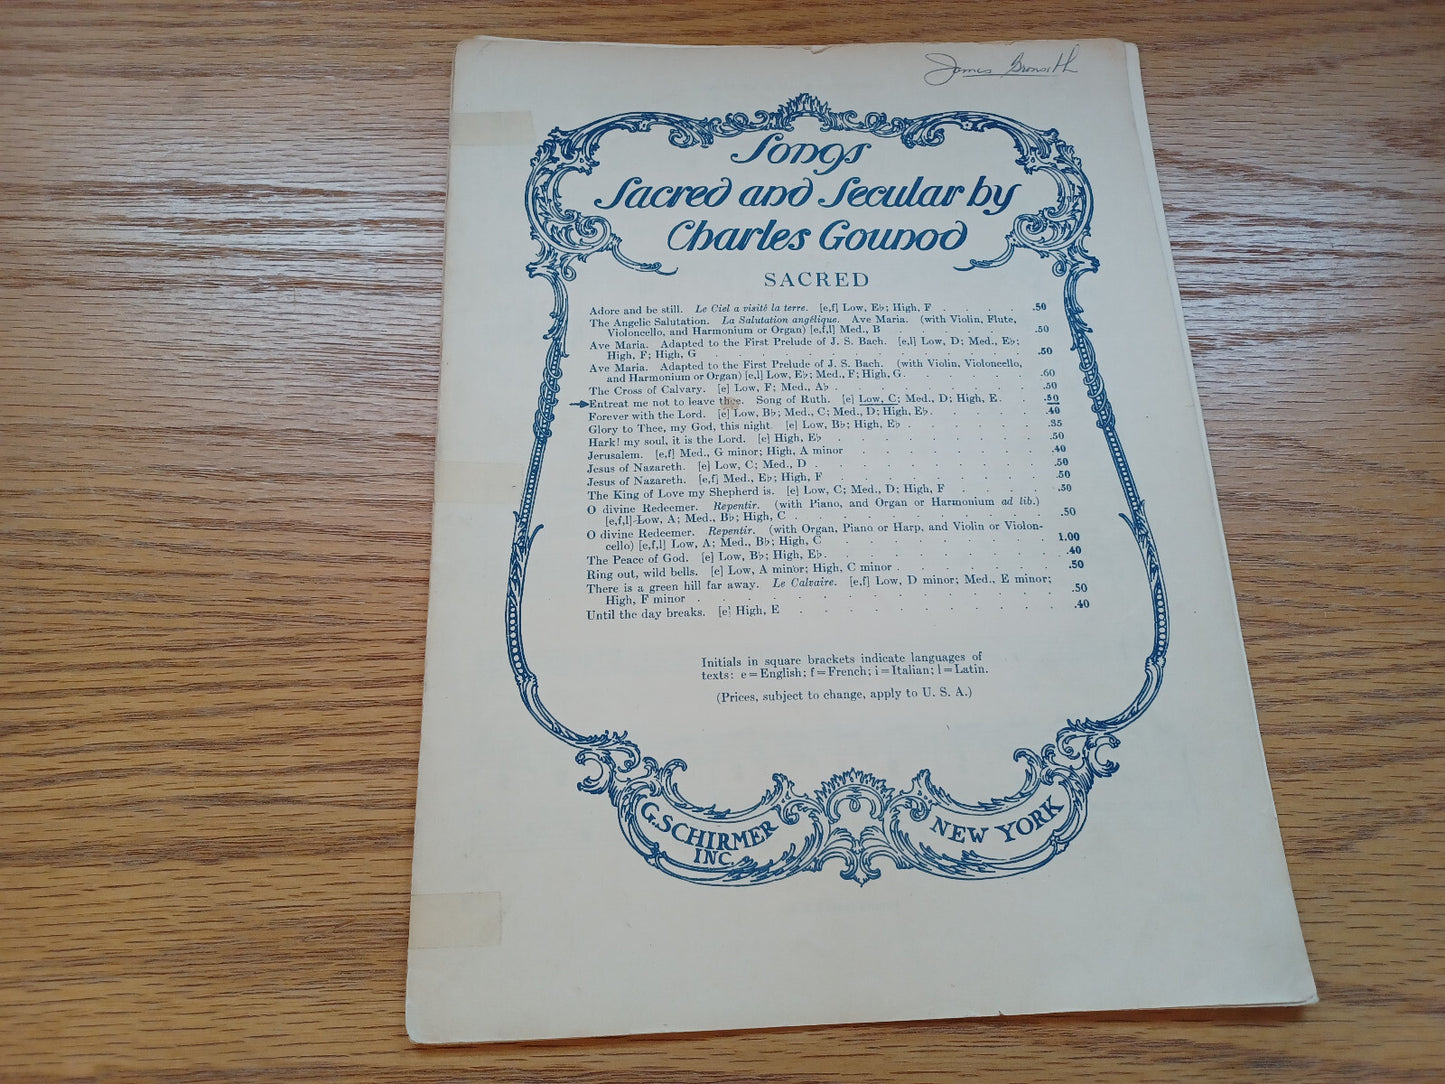 James
Songs
Sacred and Secular by
Charles Gounod
SACRED
Adore and be still. Le Ciel a visité la terre. [e,f] Low, E♭; High, F . . . . . .50
The Angelic Salutation. La Salutation angélique. Ave Maria. (with Violin, Flute,
Violoncello, and Harmonium or Organ) [e,f,l] Med., B . . . . . . . .50
Ave Maria. Adapted to the First Prelude of J. S. Bach. [e,l] Low, D; Med., E♭;
High, F; High, G . . . . . . . . . . . . . . . .50
Ave Maria. Adapted to the First Prelude of J. S. Bach. (with Violin, Violoncello,
and Harmonium or Organ) [e,l] Low, E♭; Med., F; High, G . . . . . . .60
The Cross of Calvary. [e] Low, F; Med., A♭ . . . . . . . . . . .50
Entreat me not to leave thee. Song of Ruth. [e] Low, C; Med., D; High, E . . .50
Forever with the Lord. [e] Low, B♭; Med., C; Med., D; High, E♭ . . . . . .40
Glory to Thee, my God, this night. [e] Low, B♭; High, E♭ . . . . . . . .35
Hark! my soul, it is the Lord. [e] High, E♭ . . . . . . . . . . .50
Jerusalem. [e,f] Med., G minor; High, A minor . . . . . . . . . .40
Jesus of Nazareth. [e] Low, C; Med., D . . . . . . . . . . . .50
Jesus of Nazareth. [e,f] Med., E♭; High, F . . . . . . . . . . .50
The King of Love my Shepherd is. [e] Low, C; Med., D; High, F . . . . . .50
O divine Redeemer. Repentir. (with Piano, and Organ or Harmonium ad lib.)
[e,f,l] Low, A; Med., B♭; High, C . . . . . . . . . . . . .50
O divine Redeemer. Repentir. (with Organ, Piano or Harp, and Violin or Violon-
cello) [e,f,l] Low, A; Med., B♭; High, C . . . . . . . . . . 1.00
The Peace of God. [e] Low, B♭; High, E♭ . . . . . . . . . . . .40
Ring out, wild bells. [e] Low, A minor; High, C minor . . . . . . . . .50
There is a green hill far away. Le Calvaire. [e,f] Low, D minor; Med., E minor;
High, F minor . . . . . . . . . . . . . . . . .50
Until the day breaks. [e] High, E . . . . . . . . . . . . . .40
Initials in square brackets indicate languages of
texts: e=English; f=French; i=Italian; l=Latin.
(Prices, subject to change, apply to U. S. A.)
G. SCHIRMER
INC.
NEW YORK